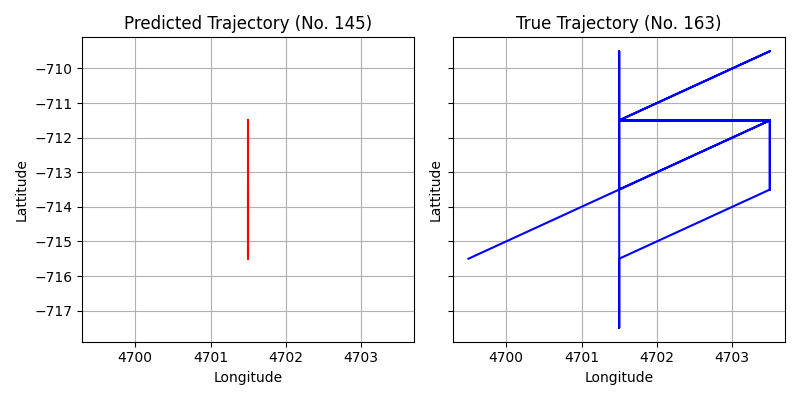 Predicted Trajectory (No. 145)
True Trajectory (No. 163)
−710
−711
−712
−713
−714
−715
−716
−717
Lattitude
Lattitude
4700
4701
4702
4703
4700
4701
4702
4703
Longitude
Longitude